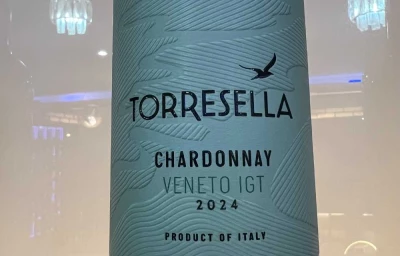 TORRESELLA
CHARDONNAY
VENETO IGT
2024
PRODUCT OF ITALY